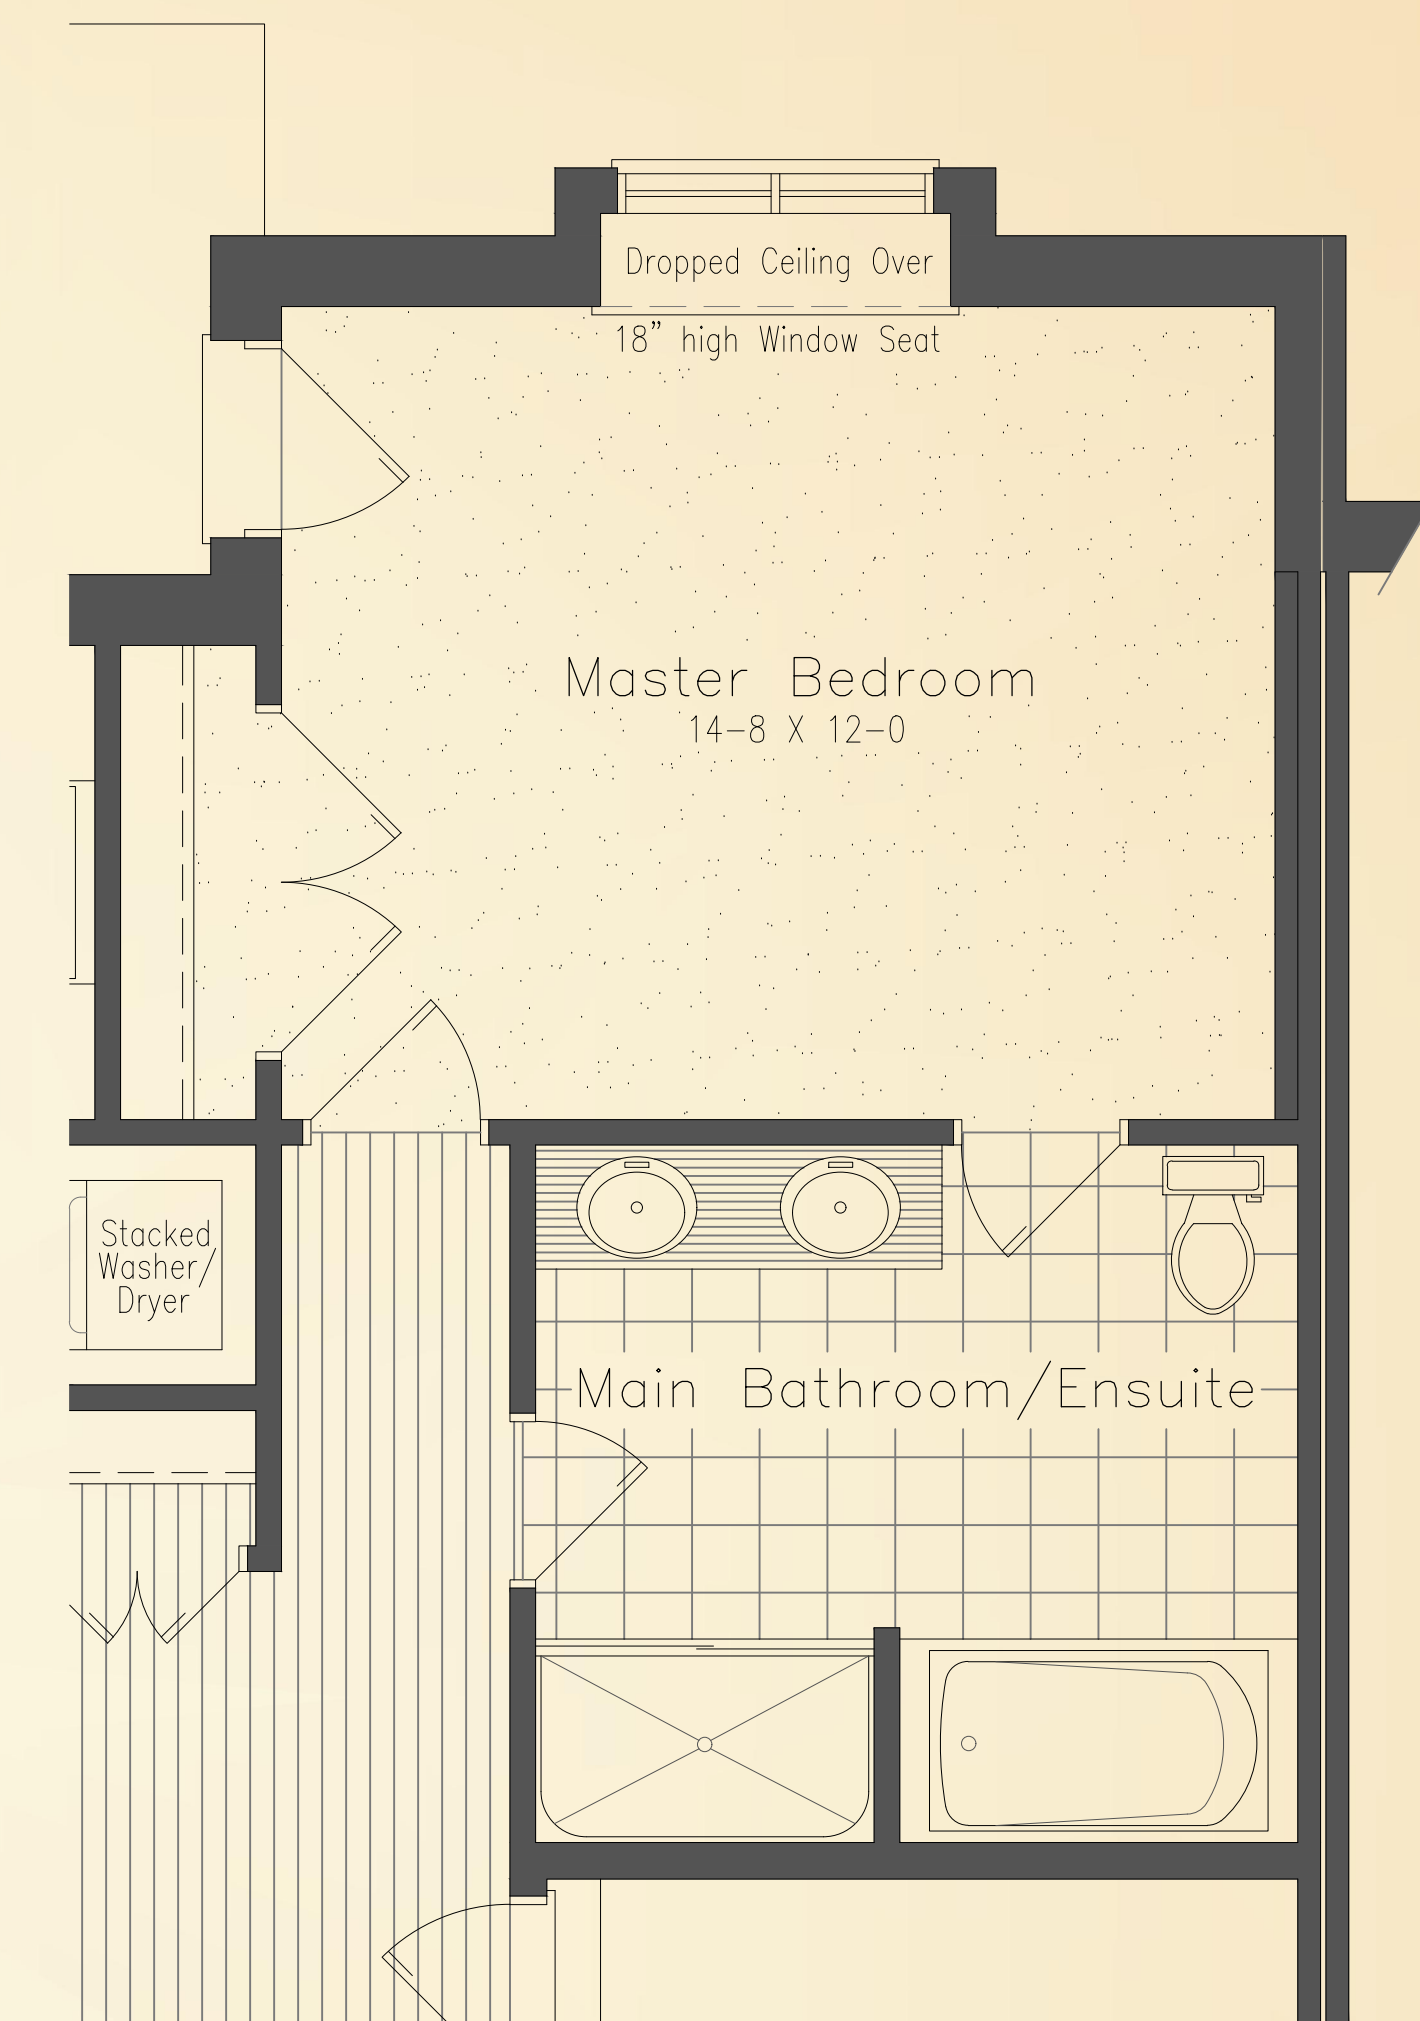 Dropped Ceiling Over
18” high Window Seat
Master Bedroom
14-8 X 12-0
Stacked
Washer/
Dryer
Main Bathroom/Ensuite